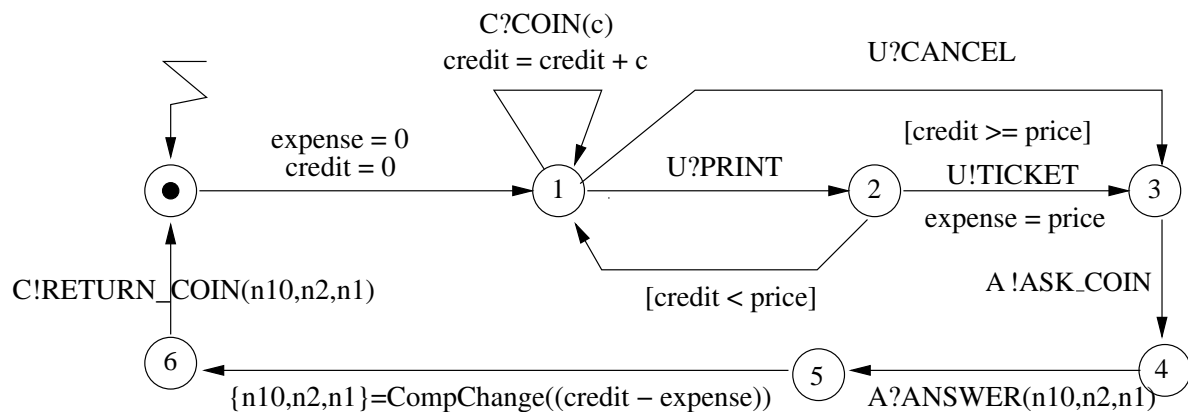 C?COIN(c)
credit = credit + c
U?CANCEL
expense = 0
credit = 0
[credit >= price]
1
U?PRINT
2
U!TICKET
3
expense = price
C!RETURN_COIN(n10,n2,n1)
[credit < price]
A !ASK_COIN
6
5
4
{n10,n2,n1}=CompChange((credit − expense))
A?ANSWER(n10,n2,n1)